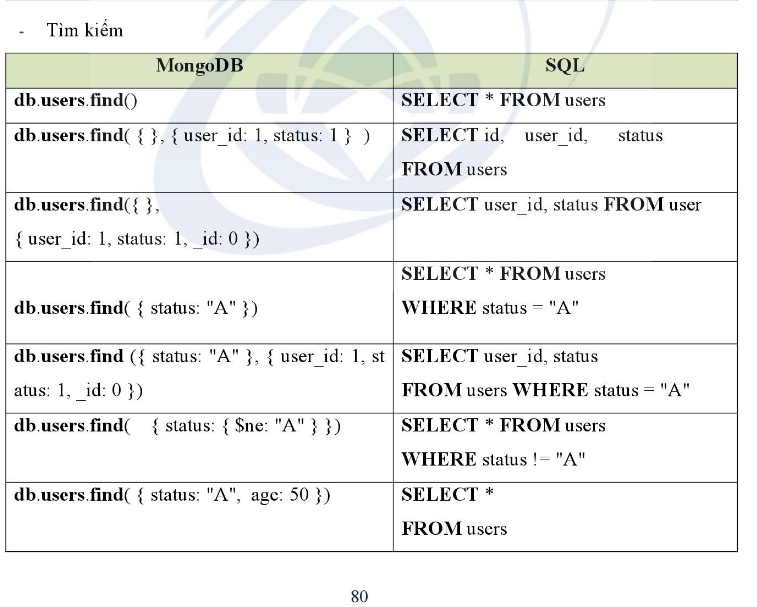 - Tìm kiếm
MongoDB SQL
db.users.find() SELECT * FROM users
db.users.find( { }, { user_id: 1, status: 1 } ) SELECT id, user_id, status
FROM users
db.users.find({ },
{ user_id: 1, status: 1, _id: 0 })
SELECT user_id, status FROM user
db.users.find( { status: "A" })
SELECT * FROM users
WHERE status = "A"
db.users.find ({ status: "A" }, { user_id: 1, st
atus: 1, _id: 0 })
SELECT user_id, status
FROM users WHERE status = "A"
db.users.find( { status: { $ne: "A" } })
SELECT * FROM users
WHERE status != "A"
db.users.find( { status: "A", age: 50 })
SELECT *
FROM users
80